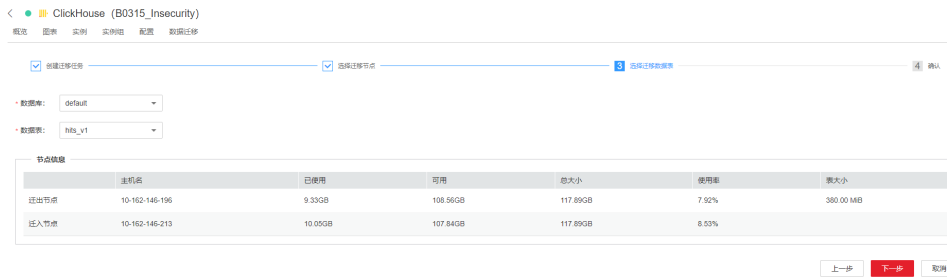 ClickHouse（B0315_Insecurity）
概览 图表 实例 实例组 配置 数据迁移
创建迁移任务 选择迁移节点 3 选择迁移数据表 4 确认
* 数据库： default
* 数据表： hits_v1
节点信息
主机名 已使用 可用 总大小 使用率 表大小
迁出节点 10-162-146-196 9.33GB 108.56GB 117.89GB 7.92% 380.00 MiB
迁入节点 10-162-146-213 10.05GB 107.84GB 117.89GB 8.53%
上一步 下一步 取消